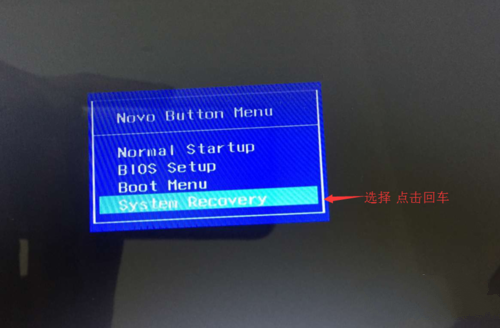 Novo Button Menu
Normal Startup
BIOS Setup
Boot Menu
System Recovery
选择 点击回车